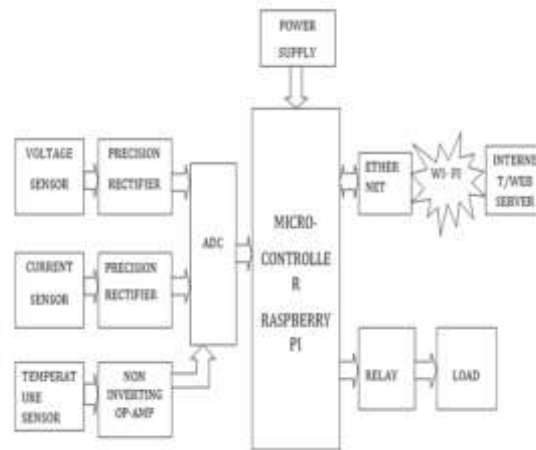 POWER
SUPPLY
VOLTAGE
SENSOR
PRECISION
RECTIFIER
ADC
MICRO-
CONTROLLE
R
RASPBERRY
PI
ETHER
NET
WI- FI
INTERNE
T/WEB
SERVER
CURRENT
SENSOR
PRECISION
RECTIFIER
TEMPERAT
URE
SENSOR
NON
INVERTING
OP-AMP
RELAY
LOAD